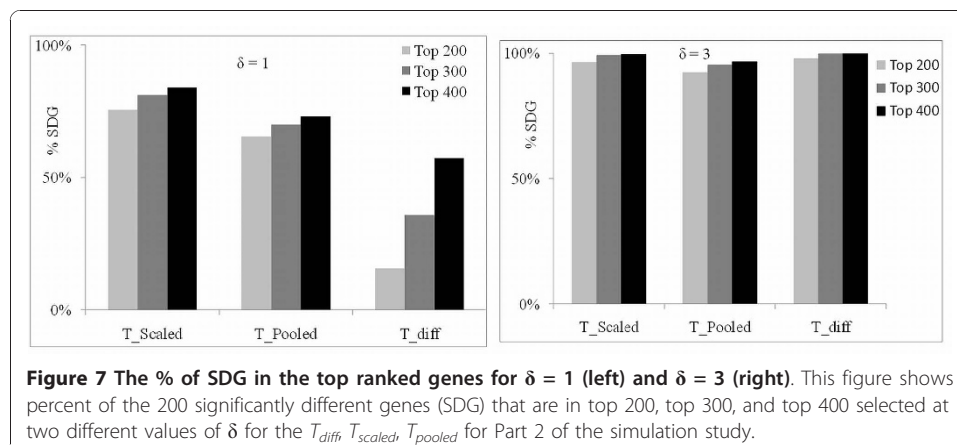 100%
δ = 1
Top 200
Top 300
Top 400
% SDG
50%
0%
T_Scaled
T_Pooled
T_diff
100%
δ = 3
Top 200
Top 300
Top 400
% SDG
50%
0%
T_Scaled
T_Pooled
T_diff
Figure 7 The % of SDG in the top ranked genes for δ = 1 (left) and δ = 3 (right). This figure shows
percent of the 200 significantly different genes (SDG) that are in top 200, top 300, and top 400 selected at
two different values of δ for the T_diff, T_scaled, T_pooled for Part 2 of the simulation study.